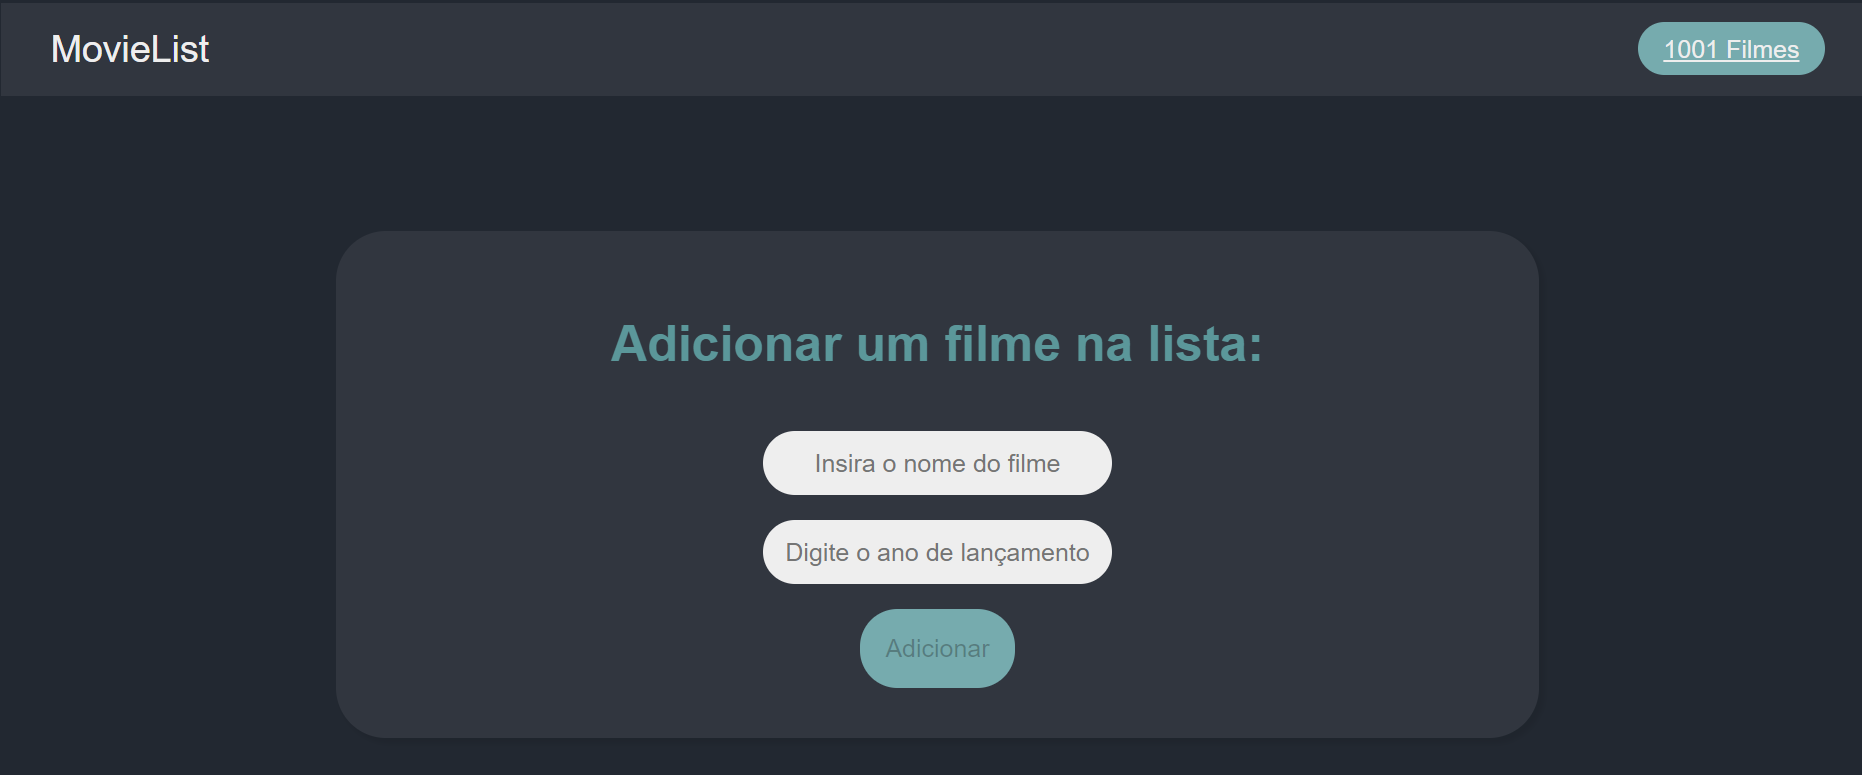 MovieList
1001 Filmes
Adicionar um filme na lista:
Insira o nome do filme
Digite o ano de lançamento
Adicionar